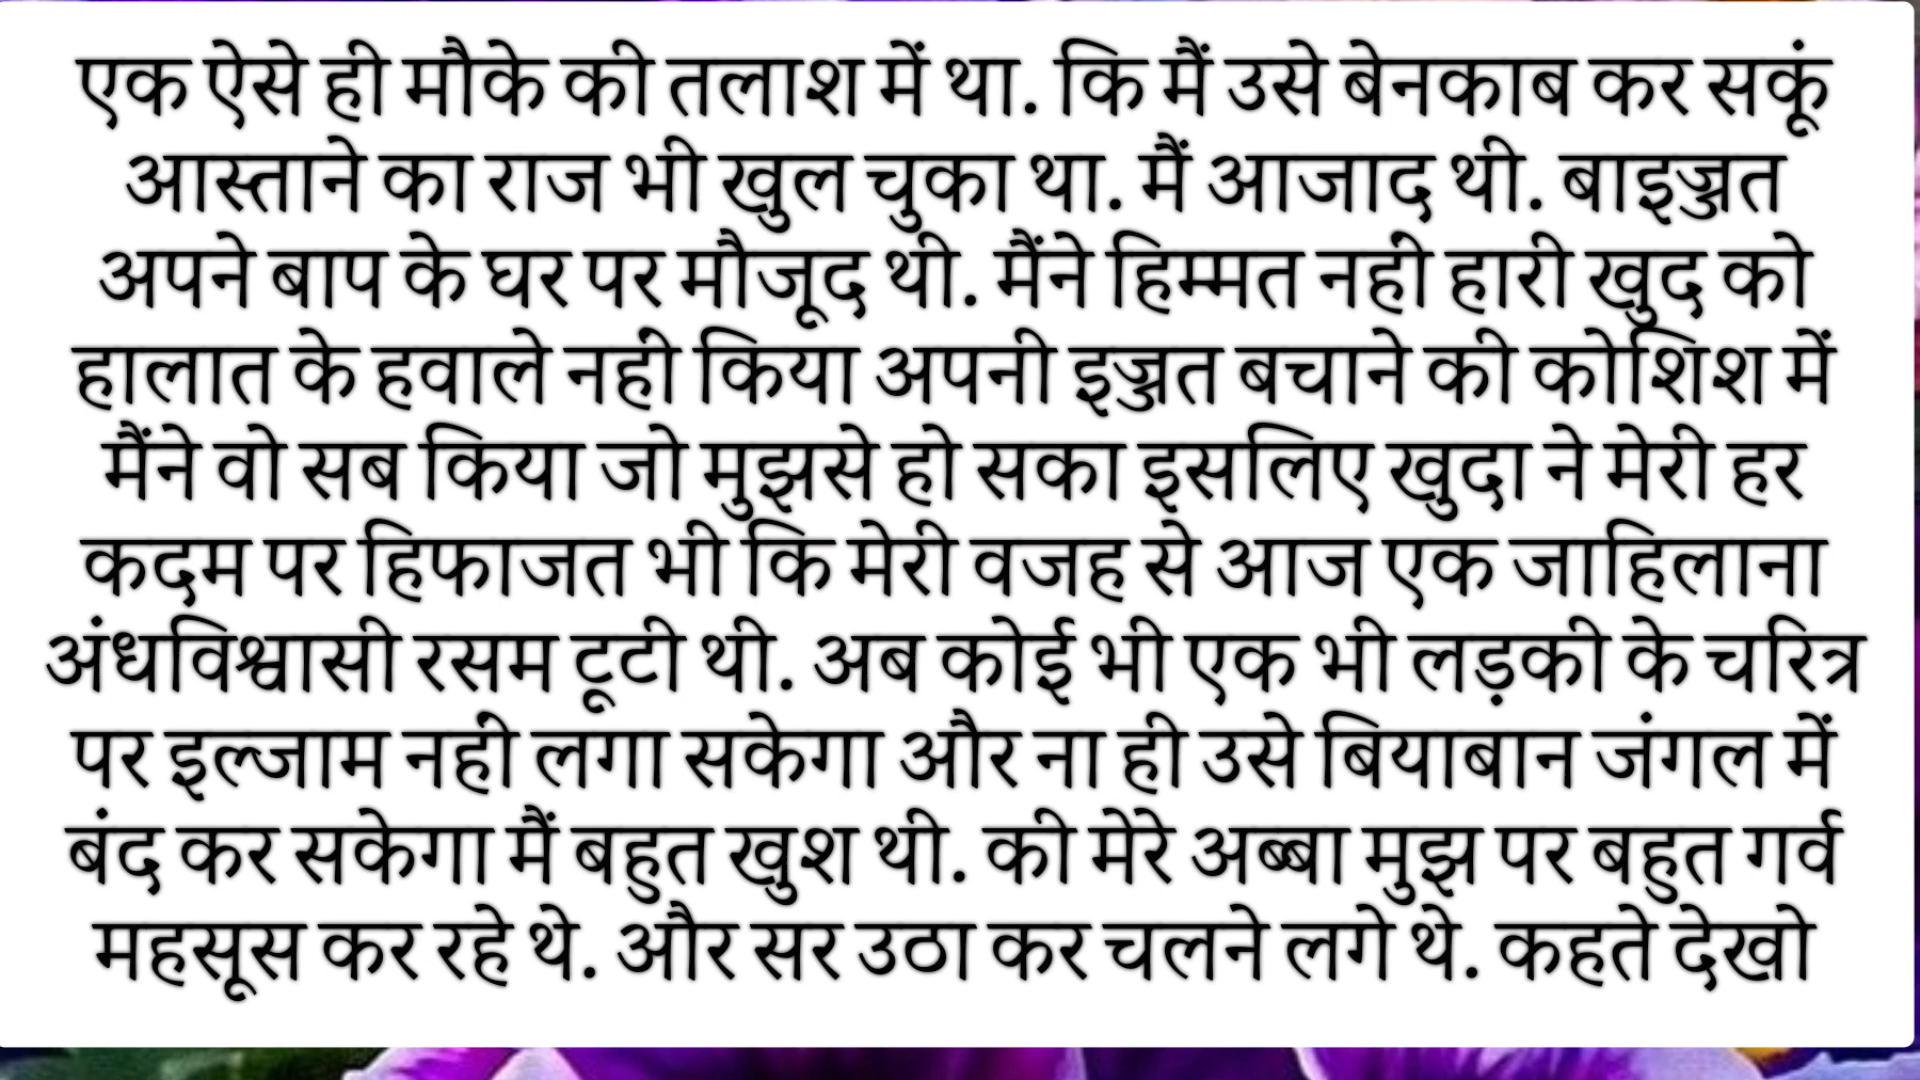 एक ऐसे ही मौके की तलाश में था. कि मैं उसे बेनकाब कर सकूं
आस्ताने का राज भी खुल चुका था. मैं आजाद थी. बाइज्जत
अपने बाप के घर पर मौजूद थी. मैंने हिम्मत नहीं हारी खुद को
हालात के हवाले नहीं किया अपनी इज्जत बचाने की कोशिश में
मैंने वो सब किया जो मुझसे हो सका इसलिए खुदा ने मेरी हर
कदम पर हिफाजत भी कि मेरी वजह से आज एक जाहिलाना
अंधविश्वासी रसम टूटी थी. अब कोई भी एक भी लड़की के चरित्र
पर इल्जाम नहीं लगा सकेगा और ना ही उसे बियाबान जंगल में
बंद कर सकेगा मैं बहुत खुश थी. की मेरे अब्बा मुझ पर बहुत गर्व
महसूस कर रहे थे. और सर उठा कर चलने लगे थे. कहते देखो